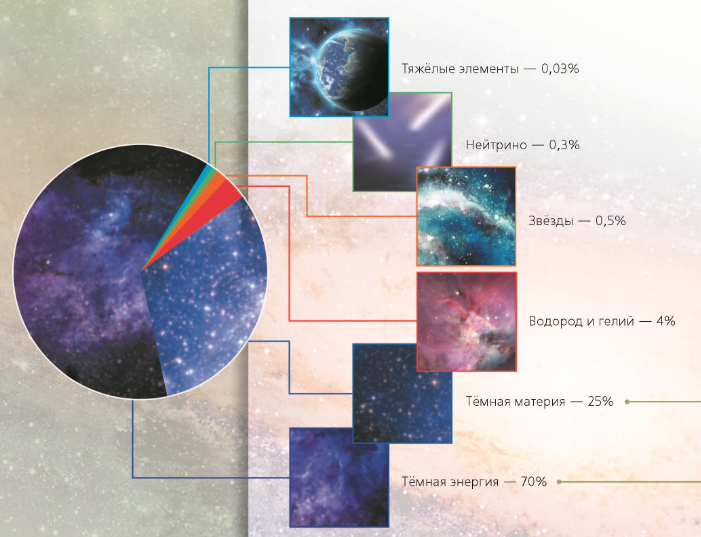 Тяжёлые элементы — 0,03%
Нейтрино — 0,3%
Звёзды — 0,5%
Водород и гелий — 4%
Тёмная материя — 25%
Тёмная энергия — 70%